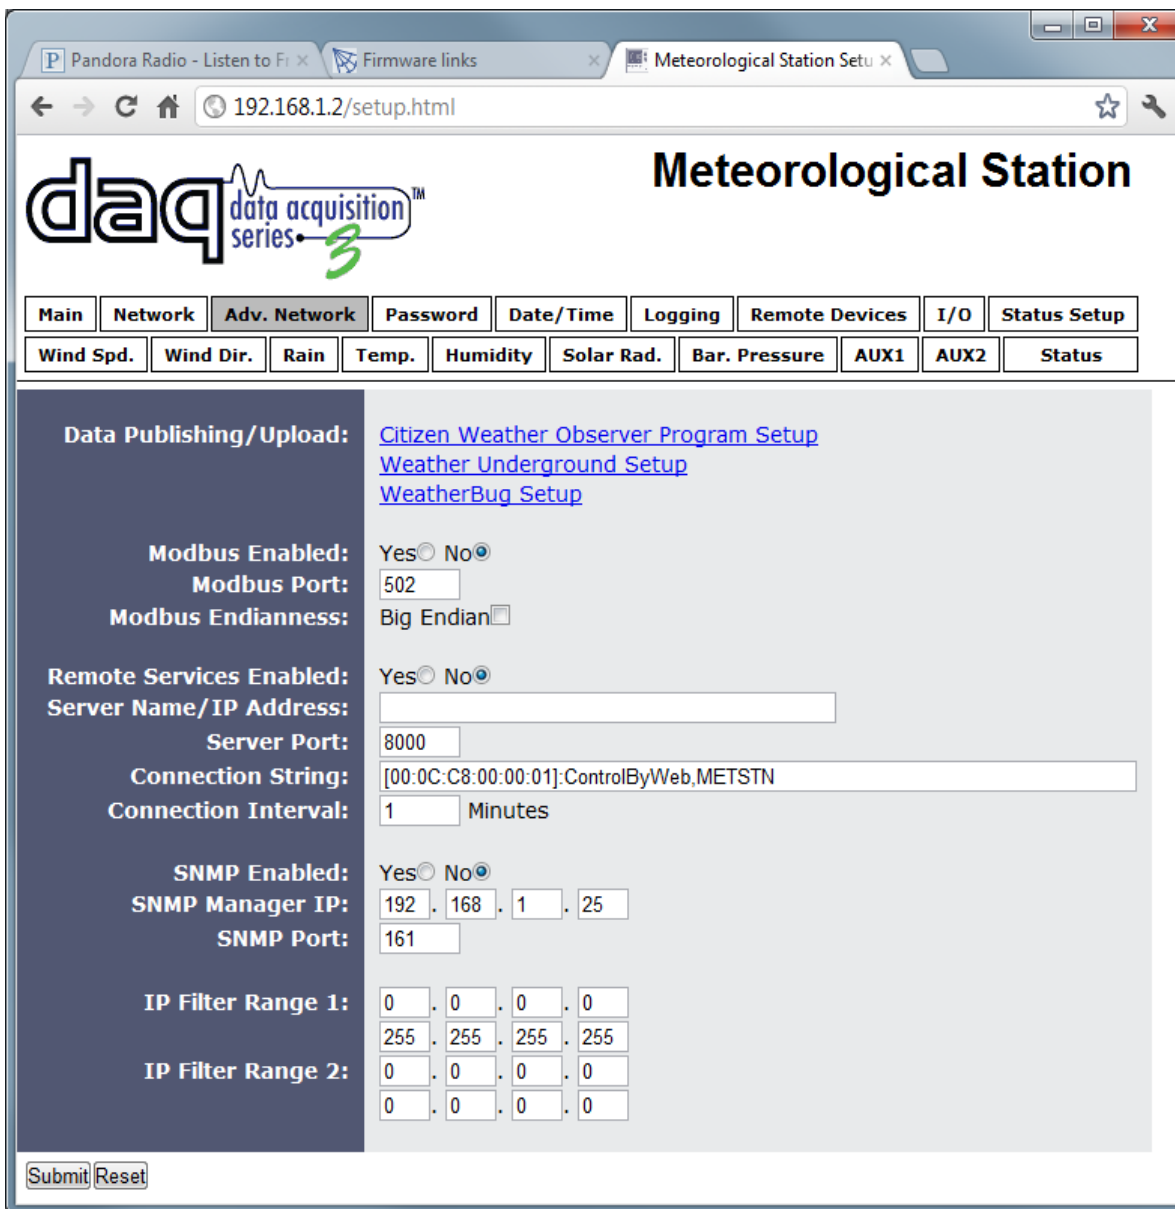 Pandora Radio - Listen to Fr
Firmware links
Meteorological Station Setu
192.168.1.2/setup.html
daq data acquisition series 3 TM
Meteorological Station
Main Network Adv. Network Password Date/Time Logging Remote Devices I/O Status Setup
Wind Spd. Wind Dir. Rain Temp. Humidity Solar Rad. Bar. Pressure AUX1 AUX2 Status
Data Publishing/Upload: Citizen Weather Observer Program Setup
Weather Underground Setup
WeatherBug Setup
Modbus Enabled: Yes No
Modbus Port: 502
Modbus Endianness: Big Endian
Remote Services Enabled: Yes No
Server Name/IP Address:
Server Port: 8000
Connection String: [00:0C:C8:00:00:01]:ControlByWeb,METSTN
Connection Interval: 1 Minutes
SNMP Enabled: Yes No
SNMP Manager IP: 192 . 168 . 1 . 25
SNMP Port: 161
IP Filter Range 1: 0 . 0 . 0 . 0
255 . 255 . 255 . 255
IP Filter Range 2: 0 . 0 . 0 . 0
0 . 0 . 0 . 0
Submit Reset